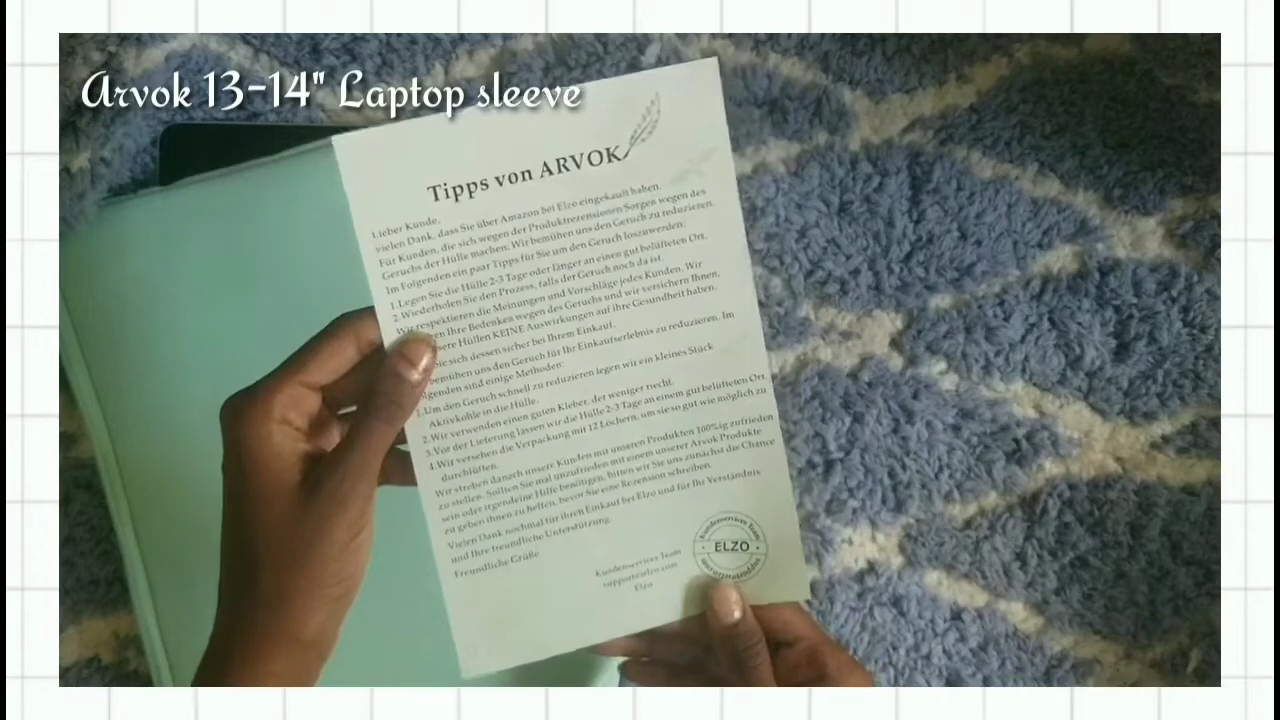 Arvok 13-14" Laptop sleeve
Tipps von ARVOK
Lieber Kunde,
vielen Dank, dass Sie über Amazon bei Elzo eingekauft haben.
Für Kunden, die sich wegen der Produktrezensionen Sorgen wegen des
Geruchs der Hülle machen: Wir bemühen uns den Geruch zu reduzieren.
Im Folgenden ein paar Tipps für Sie um den Geruch loszuwerden:
1.Legen Sie die Hülle 2-3 Tage oder länger an einen gut belüfteten Ort.
2.Wiederholen Sie den Prozess, falls der Geruch noch da ist.
Wir respektieren die Meinungen und Vorschläge jedes Kunden. Wir
Ihre Bedenken wegen des Geruchs und wir versichern Ihnen,
Hüllen KEINE Auswirkungen auf ihre Gesundheit haben.
Sie sich dessen sicher bei Ihrem Einkauf.
bemühen uns den Geruch für Ihr Einkaufserlebnis zu reduzieren. Im
sind einige Methoden:
1.Um den Geruch schnell zu reduzieren legen wir ein kleines Stück
Aktivkohle in die Hülle.
2.Wir verwenden einen guten Kleber, der weniger riecht.
3.Vor der Lieferung lassen wir die Hülle 2-3 Tage an einem gut belüfteten Ort.
4.Wir versehen die Verpackung mit 12 Löchern, um sie so gut wie möglich zu
durchlüften.
Wir streben danach unsere Kunden mit unseren Produkten 100%ig zufrieden
zu stellen. Sollten Sie mal unzufrieden mit einem unserer Arvok Produkte
sein oder irgendeine Hilfe benötigen, bitten wir Sie uns zunächst die Chance
zu geben ihnen zu helfen, bevor Sie eine Rezension schreiben.
Vielen Dank nochmal für ihren Einkauf bei Elzo und für Ihr Verständnis
und Ihre freundliche Unterstützung.
Freundliche Grüße
Kundenservices Team
Elzo
Kundenservices Team
ELZO